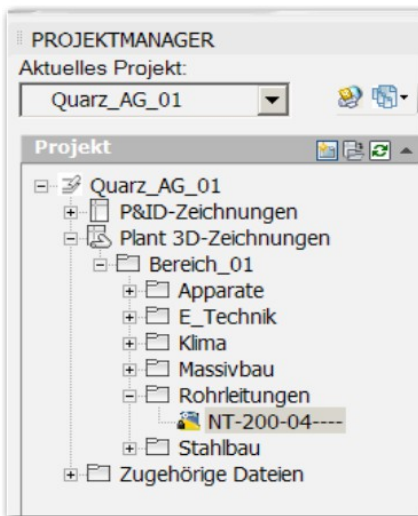 PROJEKTMANAGER
Aktuelles Projekt:
Quarz_AG_01
Projekt
Quarz_AG_01
P&ID-Zeichnungen
Plant 3D-Zeichnungen
Bereich_01
Apparate
E_Technik
Klima
Massivbau
Rohrleitungen
NT-200-04----
Stahlbau
Zugehörige Dateien